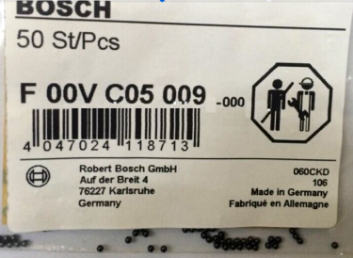 BOSCH
50 St/Pcs
F 00V C05 009 -000
4 047024 118713
Robert Bosch GmbH
Auf der Breit 4
76227 Karlsruhe
Germany
060CKD
106
Made in Germany
Fabriqué en Allemagne